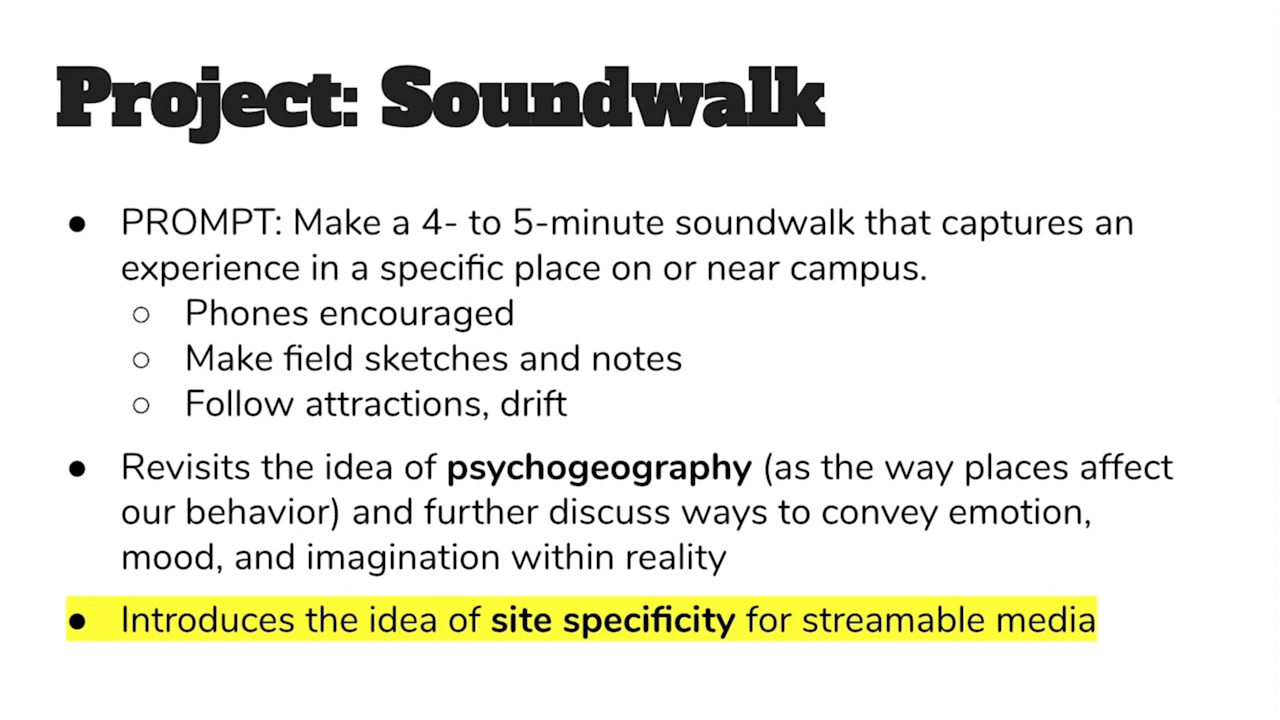 Project: Soundwalk
● PROMPT: Make a 4- to 5-minute soundwalk that captures an
experience in a specific place on or near campus.
○ Phones encouraged
○ Make field sketches and notes
○ Follow attractions, drift
● Revisits the idea of psychogeography (as the way places affect
our behavior) and further discuss ways to convey emotion,
mood, and imagination within reality
● Introduces the idea of site specificity for streamable media